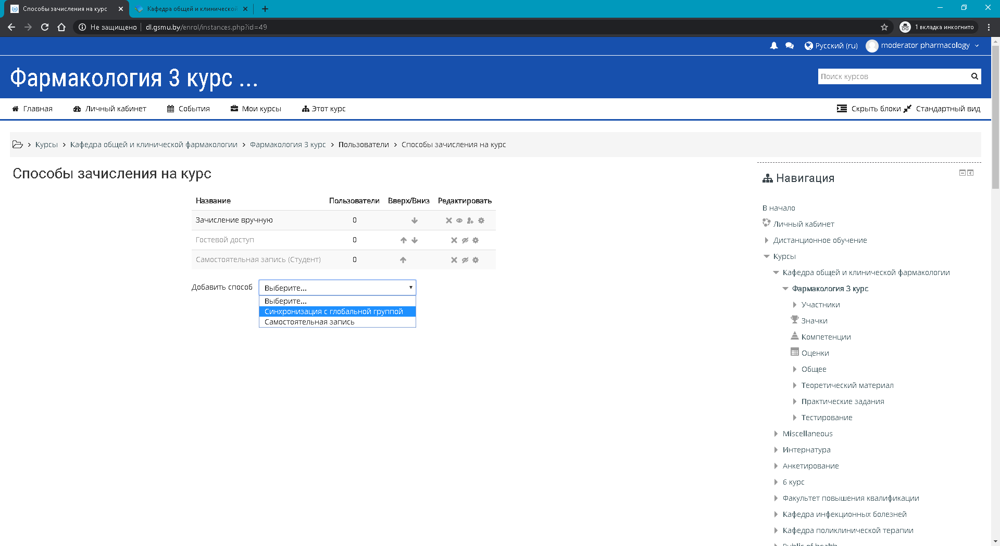 Способы зачисления на курс
Кафедра общей и клинической
Не защищено
dl.gsmu.by/enrol/instances.php?id=49
1 вкладка инкогнито
Русский (ru)
moderator pharmacology
Фармакология 3 курс ...
Поиск курсов
Главная
Личный кабинет
События
Мои курсы
Этот курс
Скрыть блоки
Стандартный вид
Курсы > Кафедра общей и клинической фармакологии > Фармакология 3 курс > Пользователи > Способы зачисления на курс
Способы зачисления на курс
Название Пользователи Вверх/Вниз Редактировать
Зачисление вручную 0
Гостевой доступ 0
Самостоятельная запись (Студент) 0
Добавить способ Выберите...
Выберите...
Синхронизация с глобальной группой
Самостоятельная запись
Навигация
В начало
Личный кабинет
Дистанционное обучение
Курсы
Кафедра общей и клинической фармакологии
Фармакология 3 курс
Участники
Значки
Компетенции
Оценки
Общее
Теоретический материал
Практические задания
Тестирование
Miscellaneous
Интернатура
Анкетирование
6 курс
Факультет повышения квалификации
Кафедра инфекционных болезней
Кафедра поликлинической терапии
Public of health